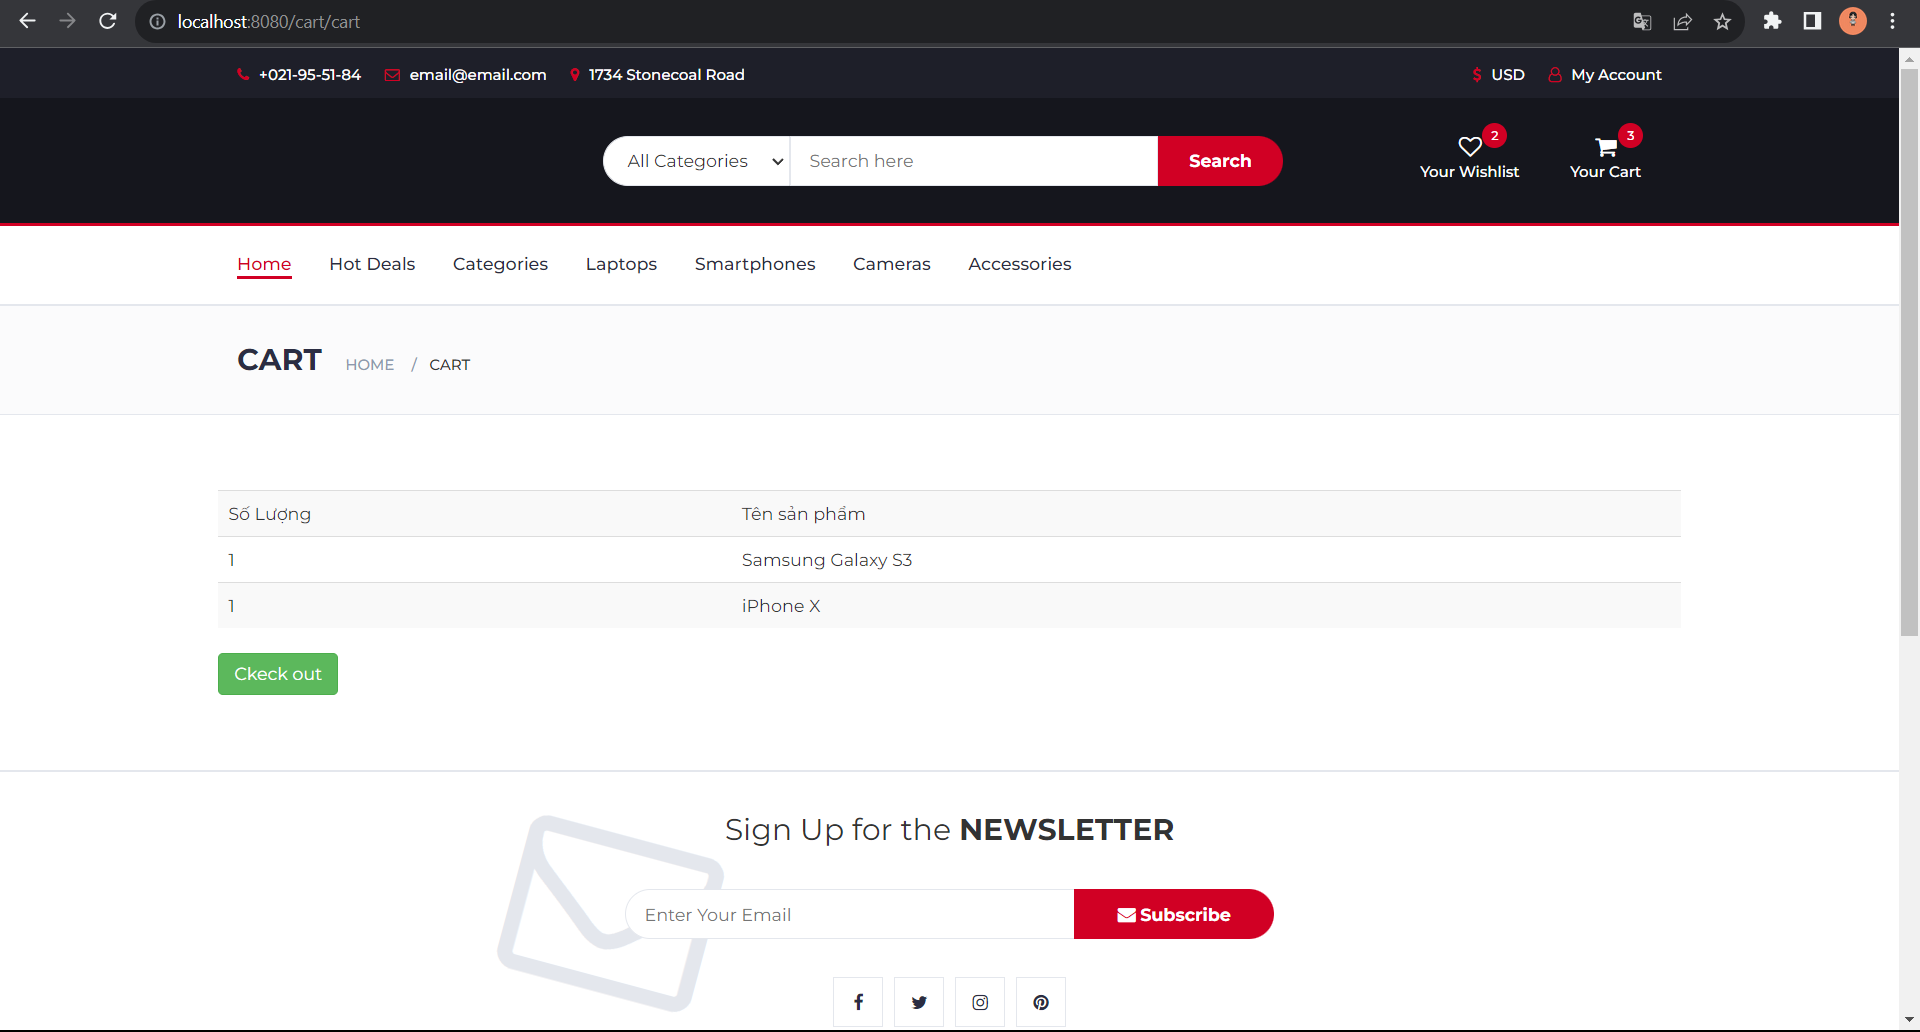 localhost:8080/cart/cart
+021-95-51-84 email@email.com 1734 Stonecoal Road $ USD My Account
All Categories Search here Search 2 Your Wishlist 3 Your Cart
Home Hot Deals Categories Laptops Smartphones Cameras Accessories
CART HOME / CART
Số Lượng Tên sản phẩm
1 Samsung Galaxy S3
1 iPhone X
Ckeck out
Sign Up for the NEWSLETTER
Enter Your Email Subscribe